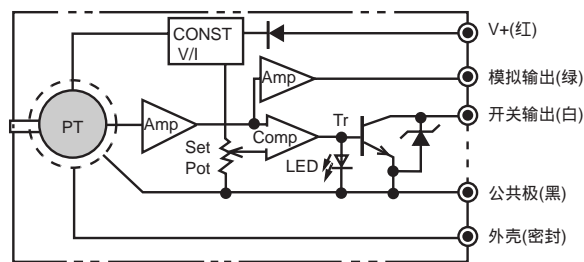 CONST
V/I
V+(红)
Amp
模拟输出(绿)
PT
Amp
Set
Pot
Comp
Tr
LED
开关输出(白)
公共极(黑)
外壳(密封)